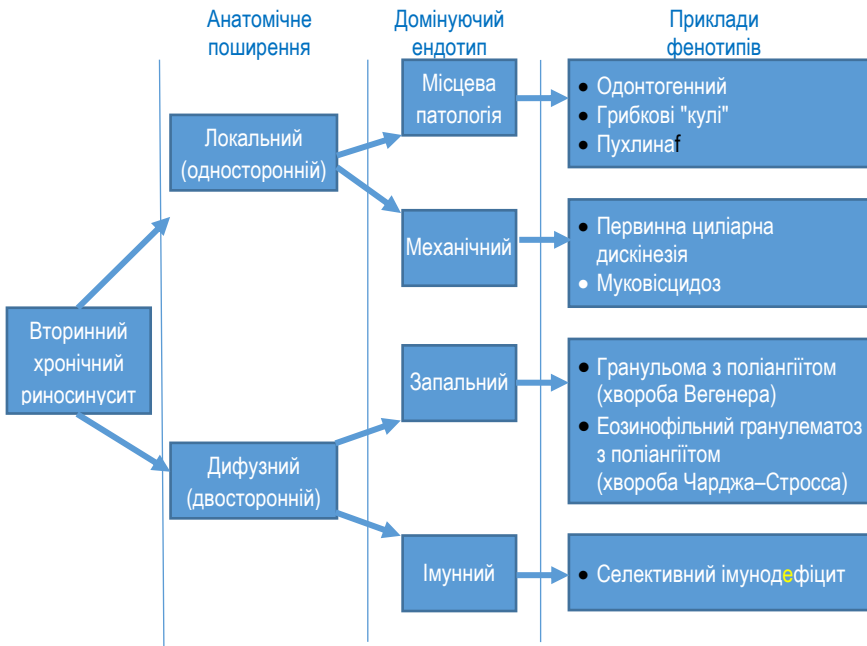 Анатомічне
поширення
Домінуючий
ендотип
Приклади
фенотипів
Вторинний
хронічний
риносинусит
Локальний
(односторонній)
Місцева
патологія
● Одонтогенний
● Грибкові "кулі"
● Пухлинаf
Механічний
● Первинна циліарна
дискінезія
● Муковісцидоз
Дифузний
(двосторонній)
Запальний
● Гранульома з поліангіїтом
(хвороба Вегенера)
● Еозинофільний гранулематоз
з поліангіїтом
(хвороба Чарджа–Стросса)
Імунний
● Селективний імунодефіцит